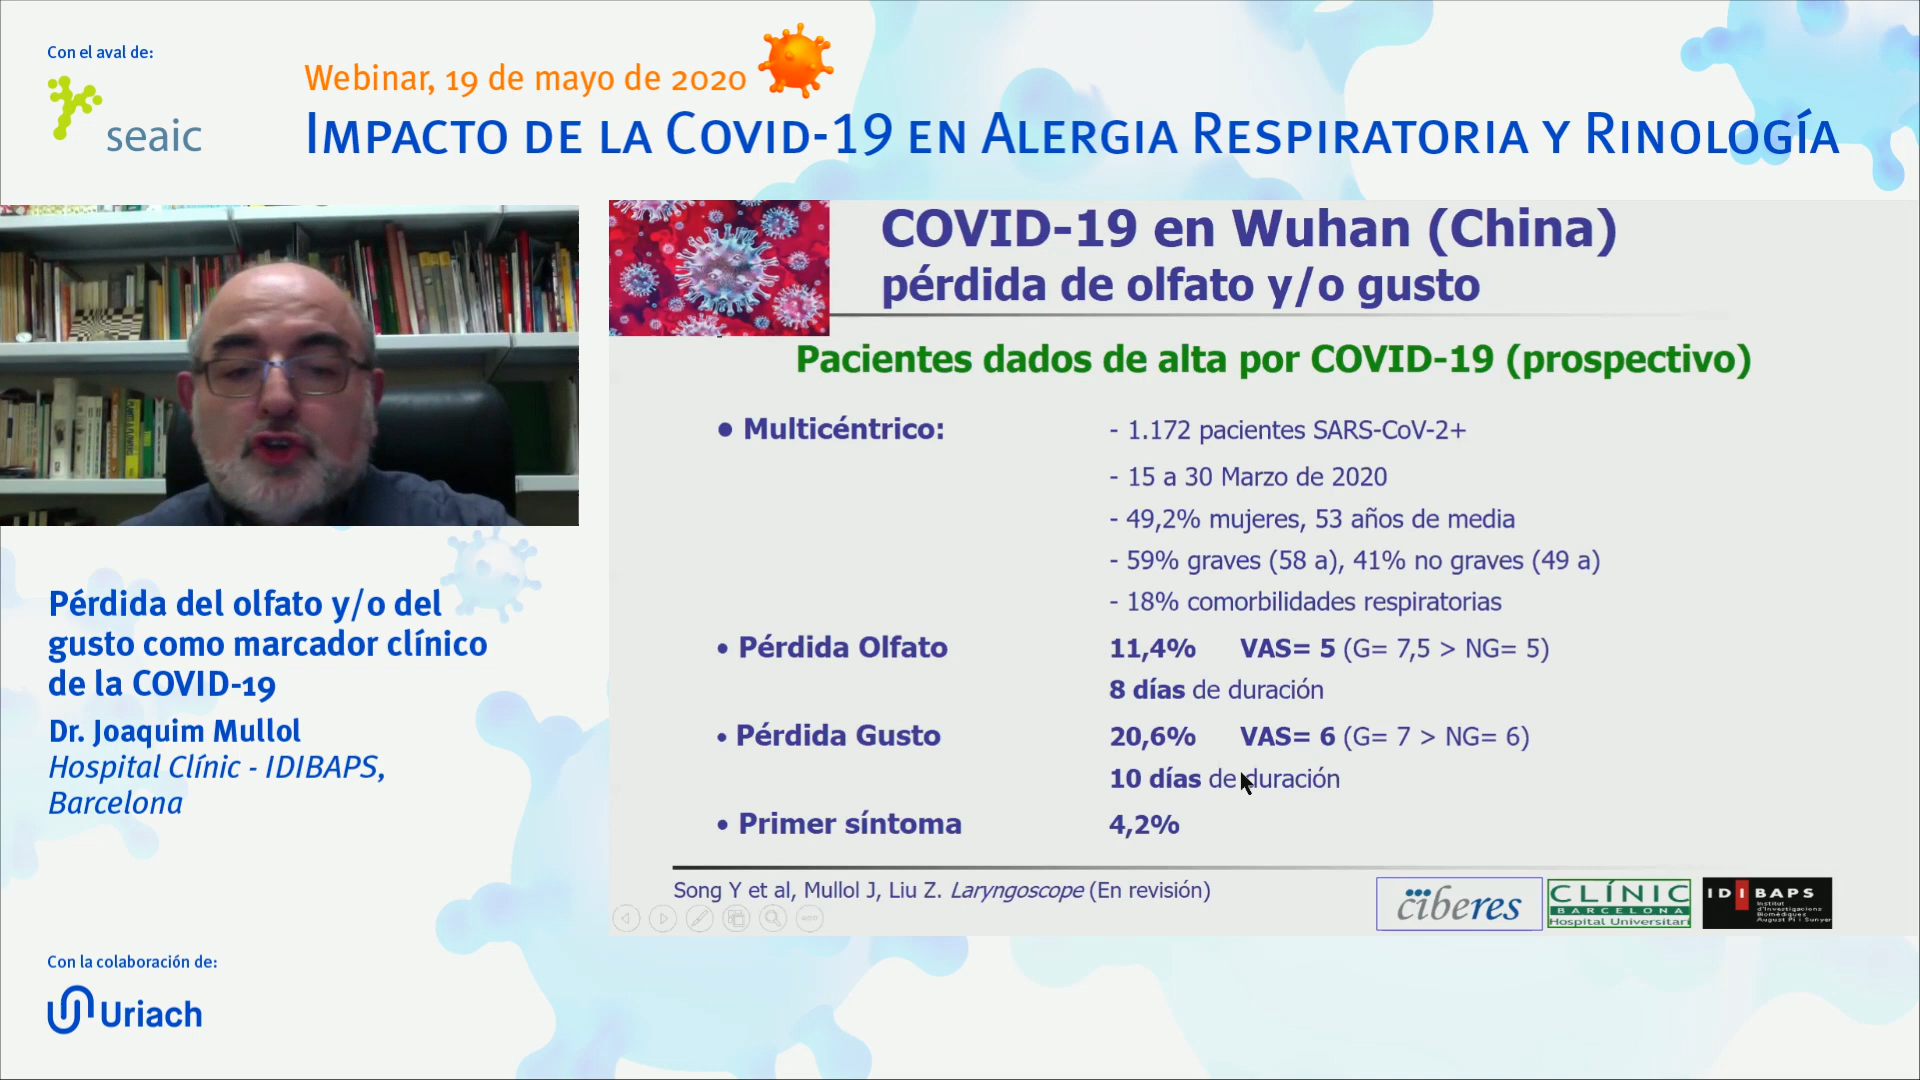 Con el aval de:
seaic
Webinar, 19 de mayo de 2020
Impacto de la Covid-19 en Alergia Respiratoria y Rinología
COVID-19 en Wuhan (China)
pérdida de olfato y/o gusto
Pacientes dados de alta por COVID-19 (prospectivo)
• Multicéntrico:
- 1.172 pacientes SARS-CoV-2+
- 15 a 30 Marzo de 2020
- 49,2% mujeres, 53 años de media
- 59% graves (58 a), 41% no graves (49 a)
- 18% comorbilidades respiratorias
• Pérdida Olfato 11,4% VAS= 5 (G= 7,5 > NG= 5)
8 días de duración
• Pérdida Gusto 20,6% VAS= 6 (G= 7 > NG= 6)
10 días de duración
• Primer síntoma 4,2%
Song Y et al, Mullol J, Liu Z. Laryngoscope (En revisión)
ciberes
CLÍNIC
BARCELONA
Hospital Universitari
IDIBAPS
Institut
d'Investigacions
Biomèdiques
August Pi i Sunyer
Pérdida del olfato y/o del
gusto como marcador clínico
de la COVID-19
Dr. Joaquim Mullol
Hospital Clínic - IDIBAPS,
Barcelona
Con la colaboración de:
Uriach